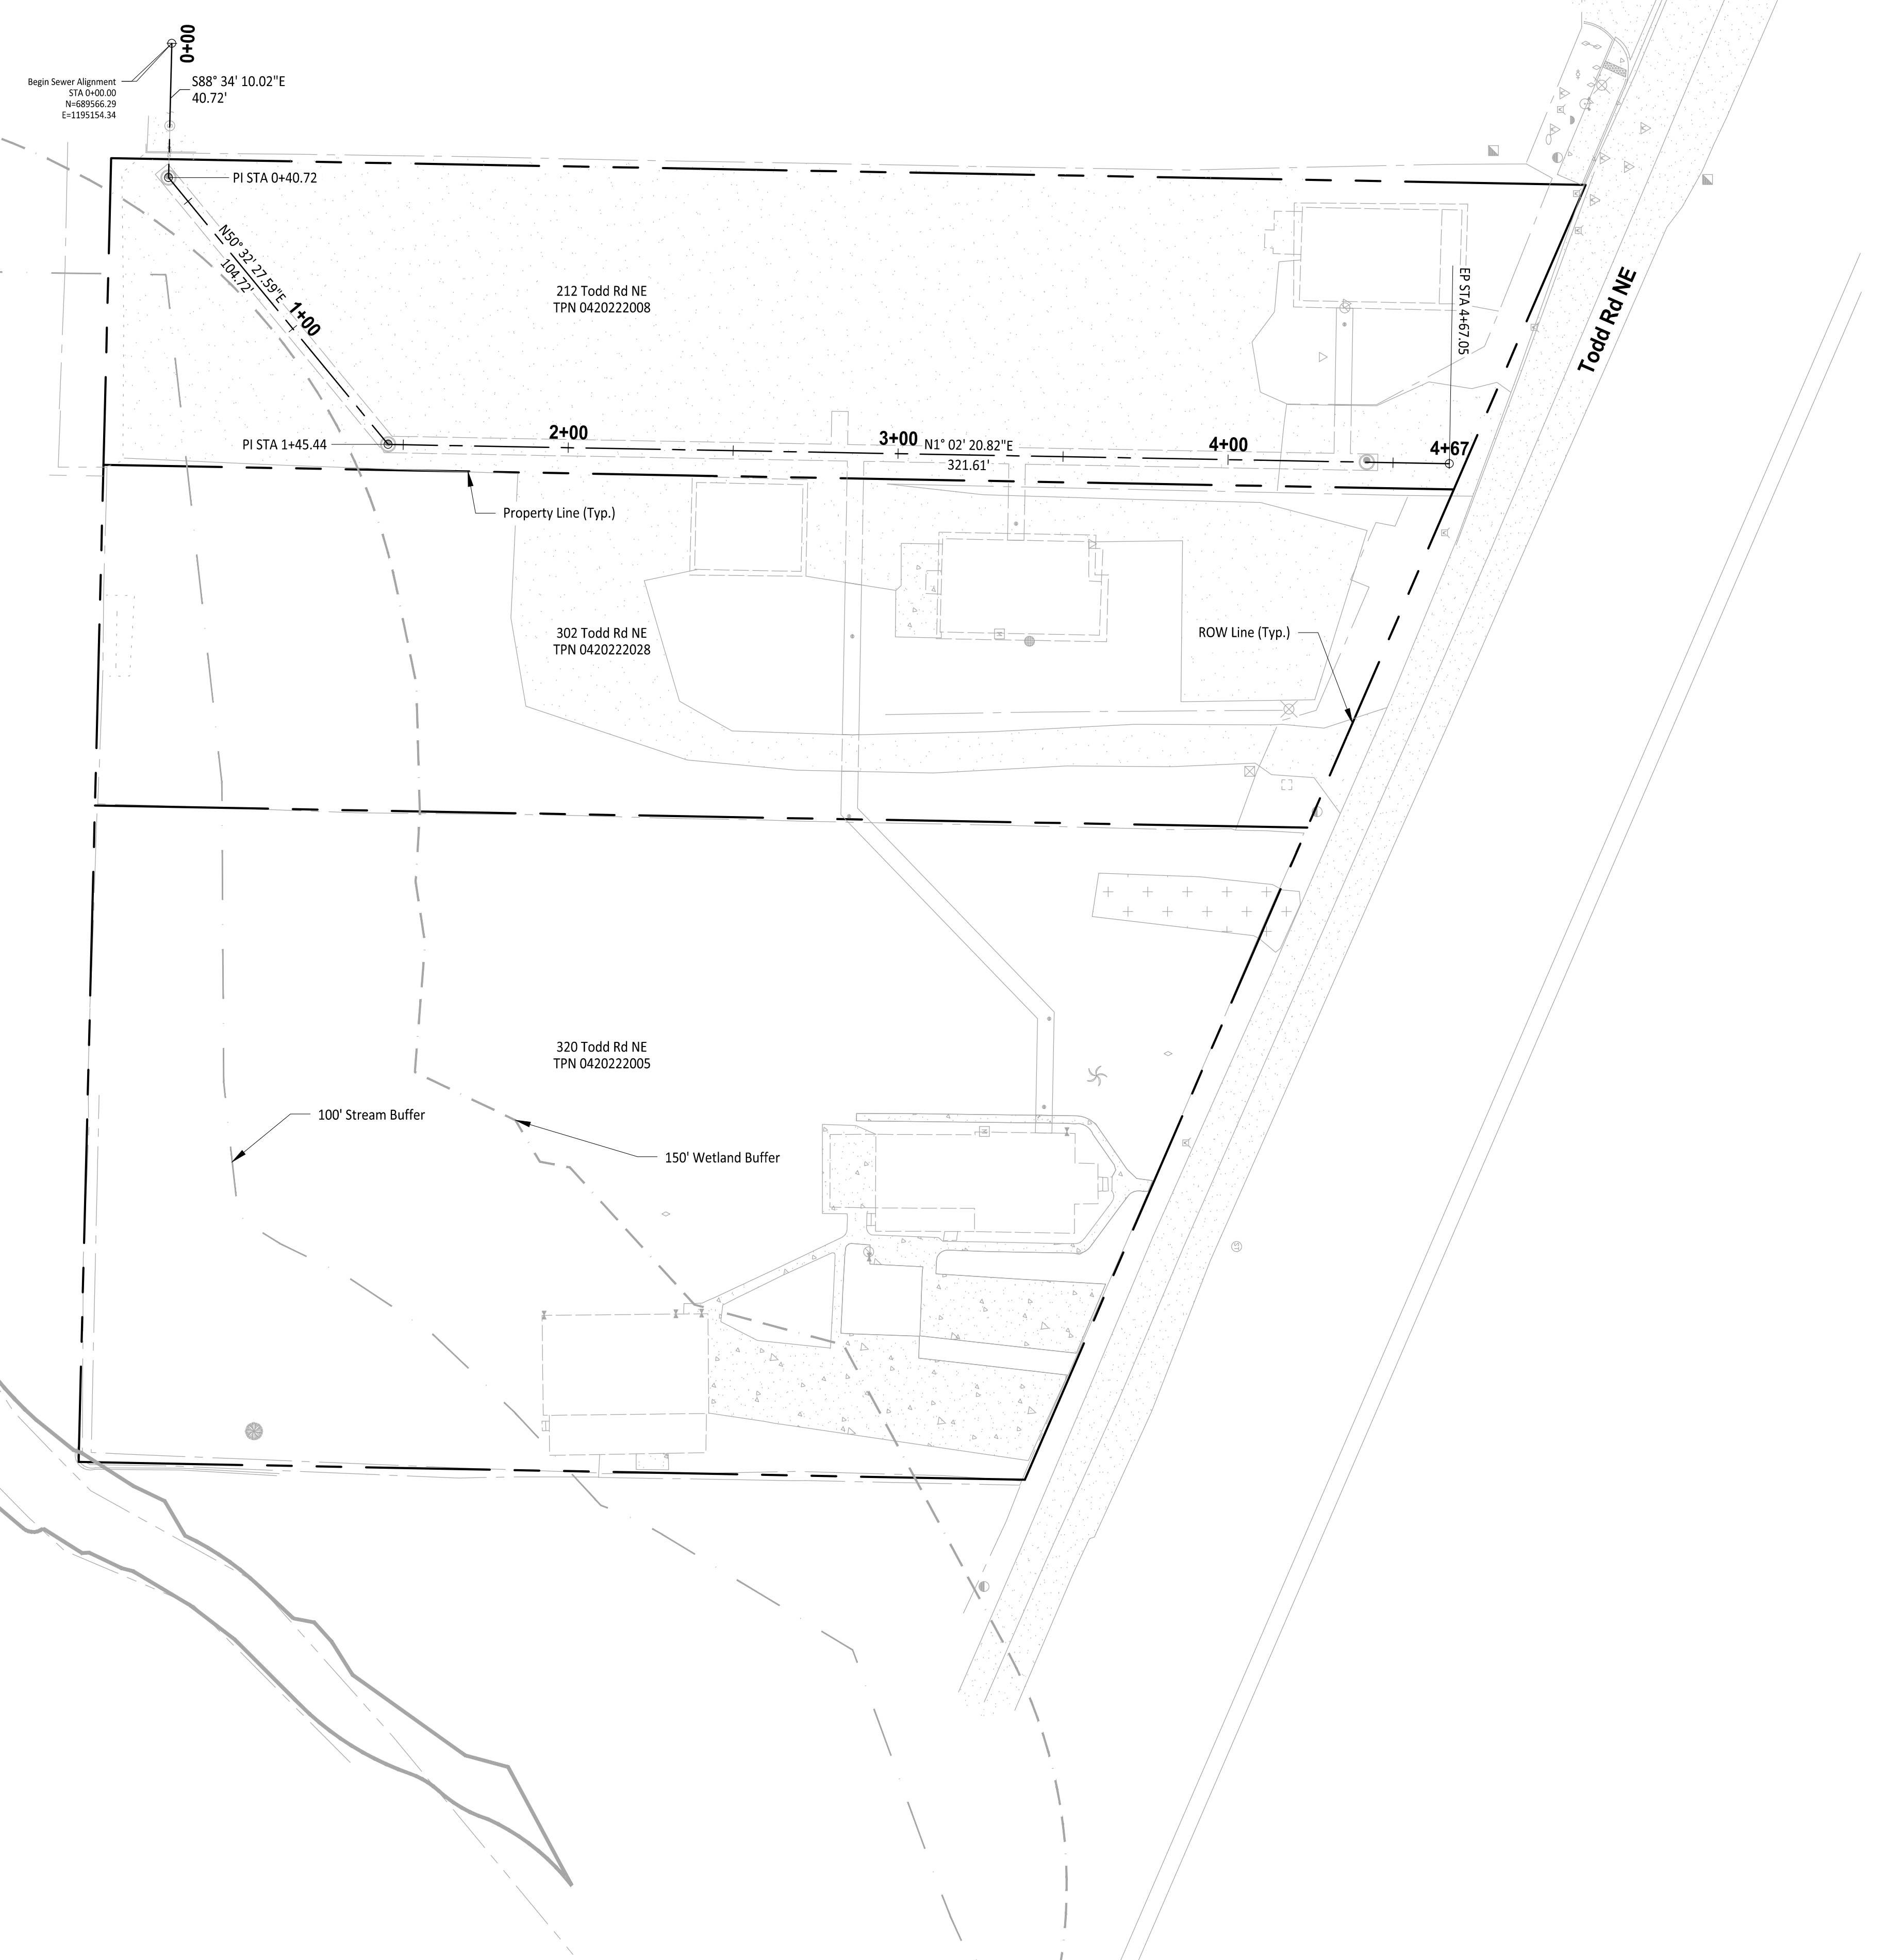 0+00
Begin Sewer Alignment
STA 0+00.00
N=689566.29
E=1195154.34
S88° 34' 10.02"E
40.72'
PI STA 0+40.72
N50° 32' 27.59"E
104.72'
1+00
212 Todd Rd NE
TPN 0420222008
EP STA 4+67.05
Todd Rd NE
PI STA 1+45.44
2+00
3+00
N1° 02' 20.82"E
321.61'
4+00
4+67
Property Line (Typ.)
302 Todd Rd NE
TPN 0420222028
ROW Line (Typ.)
320 Todd Rd NE
TPN 0420222005
100' Stream Buffer
150' Wetland Buffer